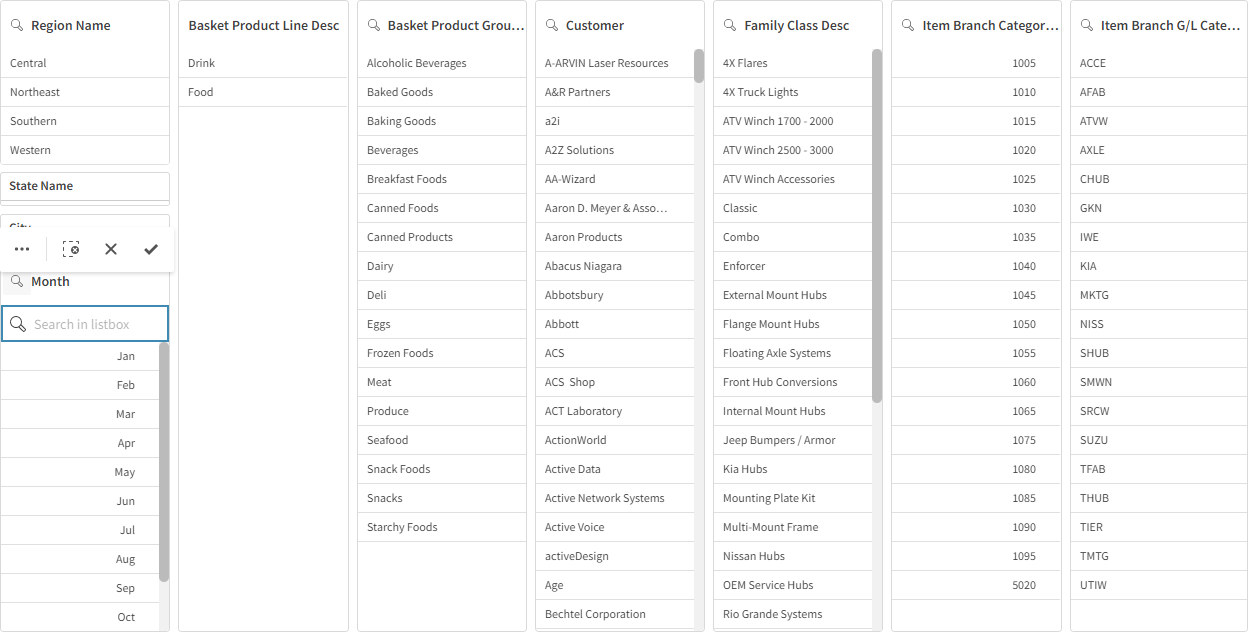 Region Name
Central
Northeast
Southern
Western
State Name
City
Month
Search in listbox
Jan
Feb
Mar
Apr
May
Jun
Jul
Aug
Sep
Oct
Basket Product Line Desc
Drink
Food
Basket Product Grou...
Alcoholic Beverages
Baked Goods
Baking Goods
Beverages
Breakfast Foods
Canned Foods
Canned Products
Dairy
Deli
Eggs
Frozen Foods
Meat
Produce
Seafood
Snack Foods
Snacks
Starchy Foods
Customer
A-ARVIN Laser Resources
A&R Partners
a2i
A2Z Solutions
AA-Wizard
Aaron D. Meyer & Asso...
Aaron Products
Abacus Niagara
Abbotsbury
Abbott
ACS
ACS Shop
ACT Laboratory
ActionWorld
Active Data
Active Network Systems
Active Voice
activeDesign
Age
Bechtel Corporation
Family Class Desc
4X Flares
4X Truck Lights
ATV Winch 1700 - 2000
ATV Winch 2500 - 3000
ATV Winch Accessories
Classic
Combo
Enforcer
External Mount Hubs
Flange Mount Hubs
Floating Axle Systems
Front Hub Conversions
Internal Mount Hubs
Jeep Bumpers / Armor
Kia Hubs
Mounting Plate Kit
Multi-Mount Frame
Nissan Hubs
OEM Service Hubs
Rio Grande Systems
Item Branch Categor...
1005
1010
1015
1020
1025
1030
1035
1040
1045
1050
1055
1060
1065
1075
1080
1085
1090
1095
5020
Item Branch G/L Cate...
ACCE
AFAB
ATVW
AXLE
CHUB
GKN
IWE
KIA
MKTG
NISS
SHUB
SMWN
SRCW
SUZU
TFAB
THUB
TIER
TMTG
UTIW